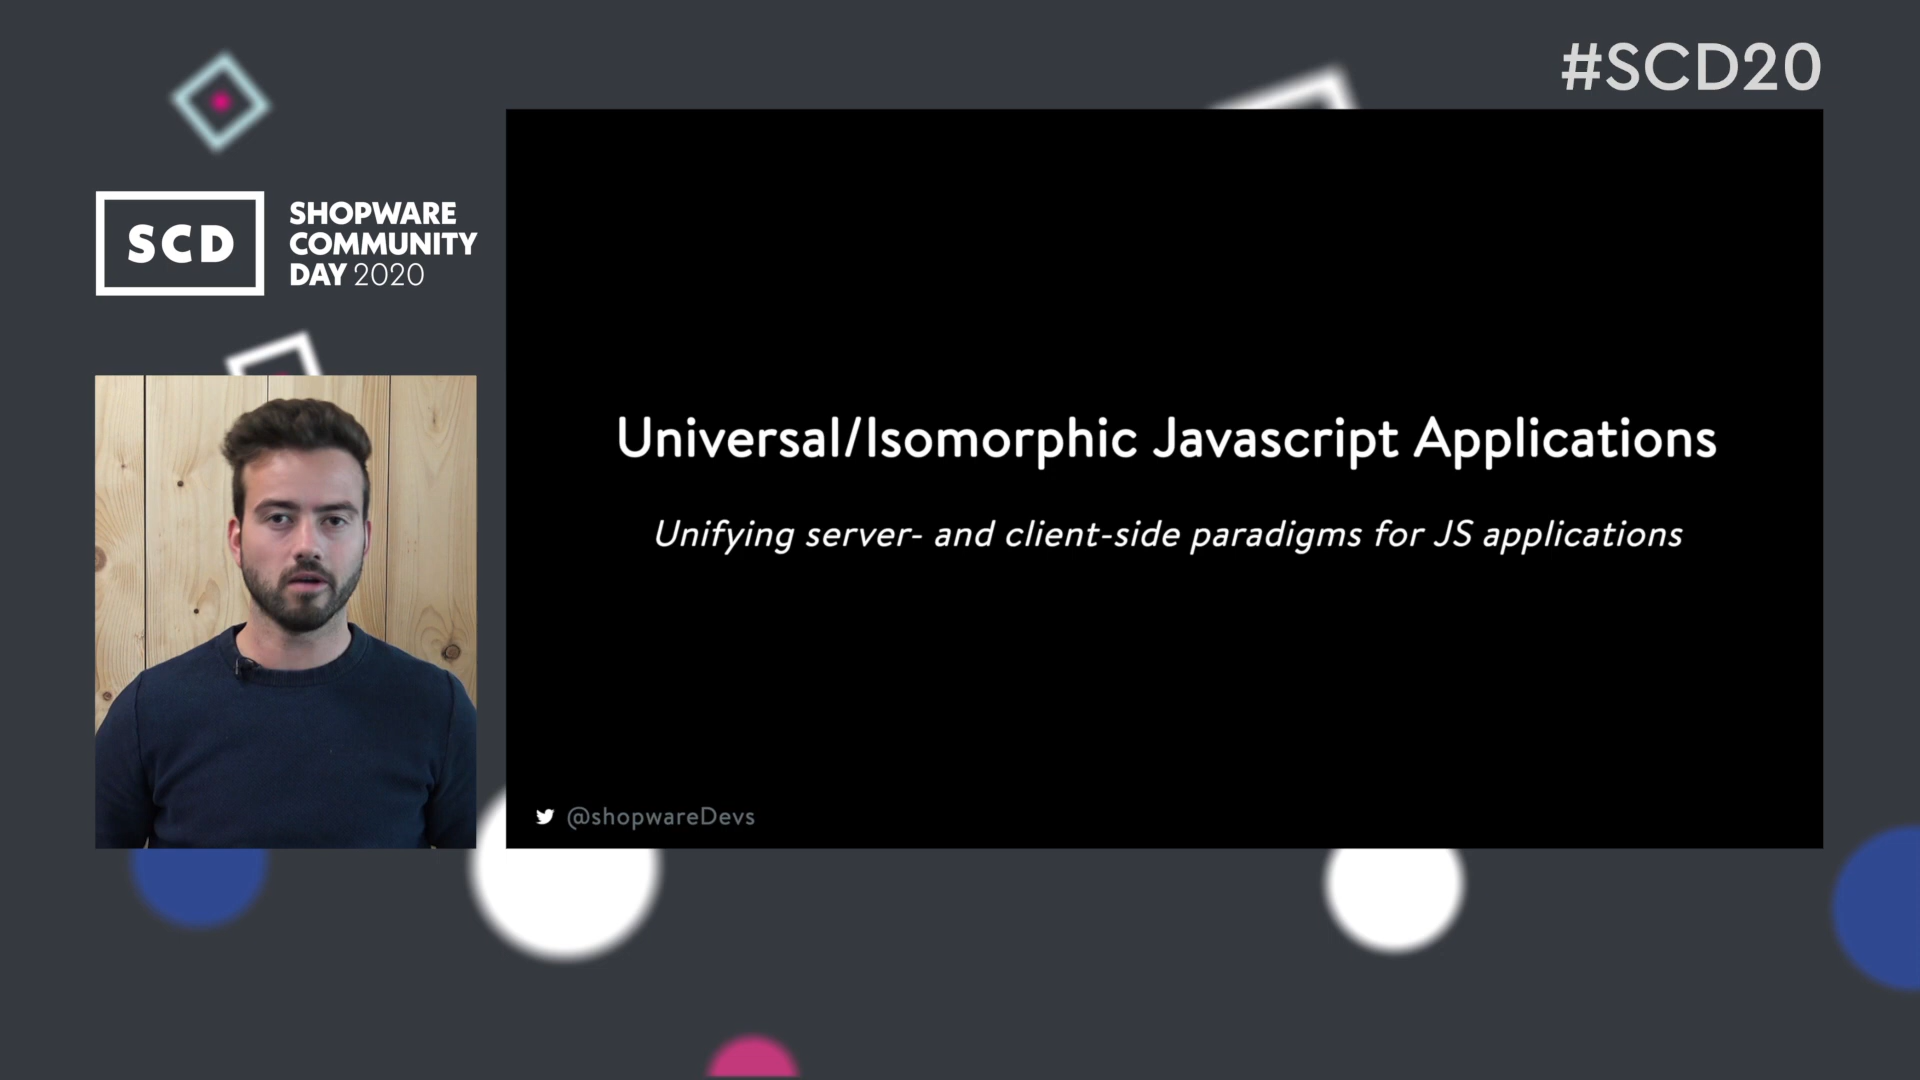 #SCD20
SCD
SHOPWARE
COMMUNITY
DAY 2020
Universal/Isomorphic Javascript Applications
Unifying server- and client-side paradigms for JS applications
@shopwareDevs